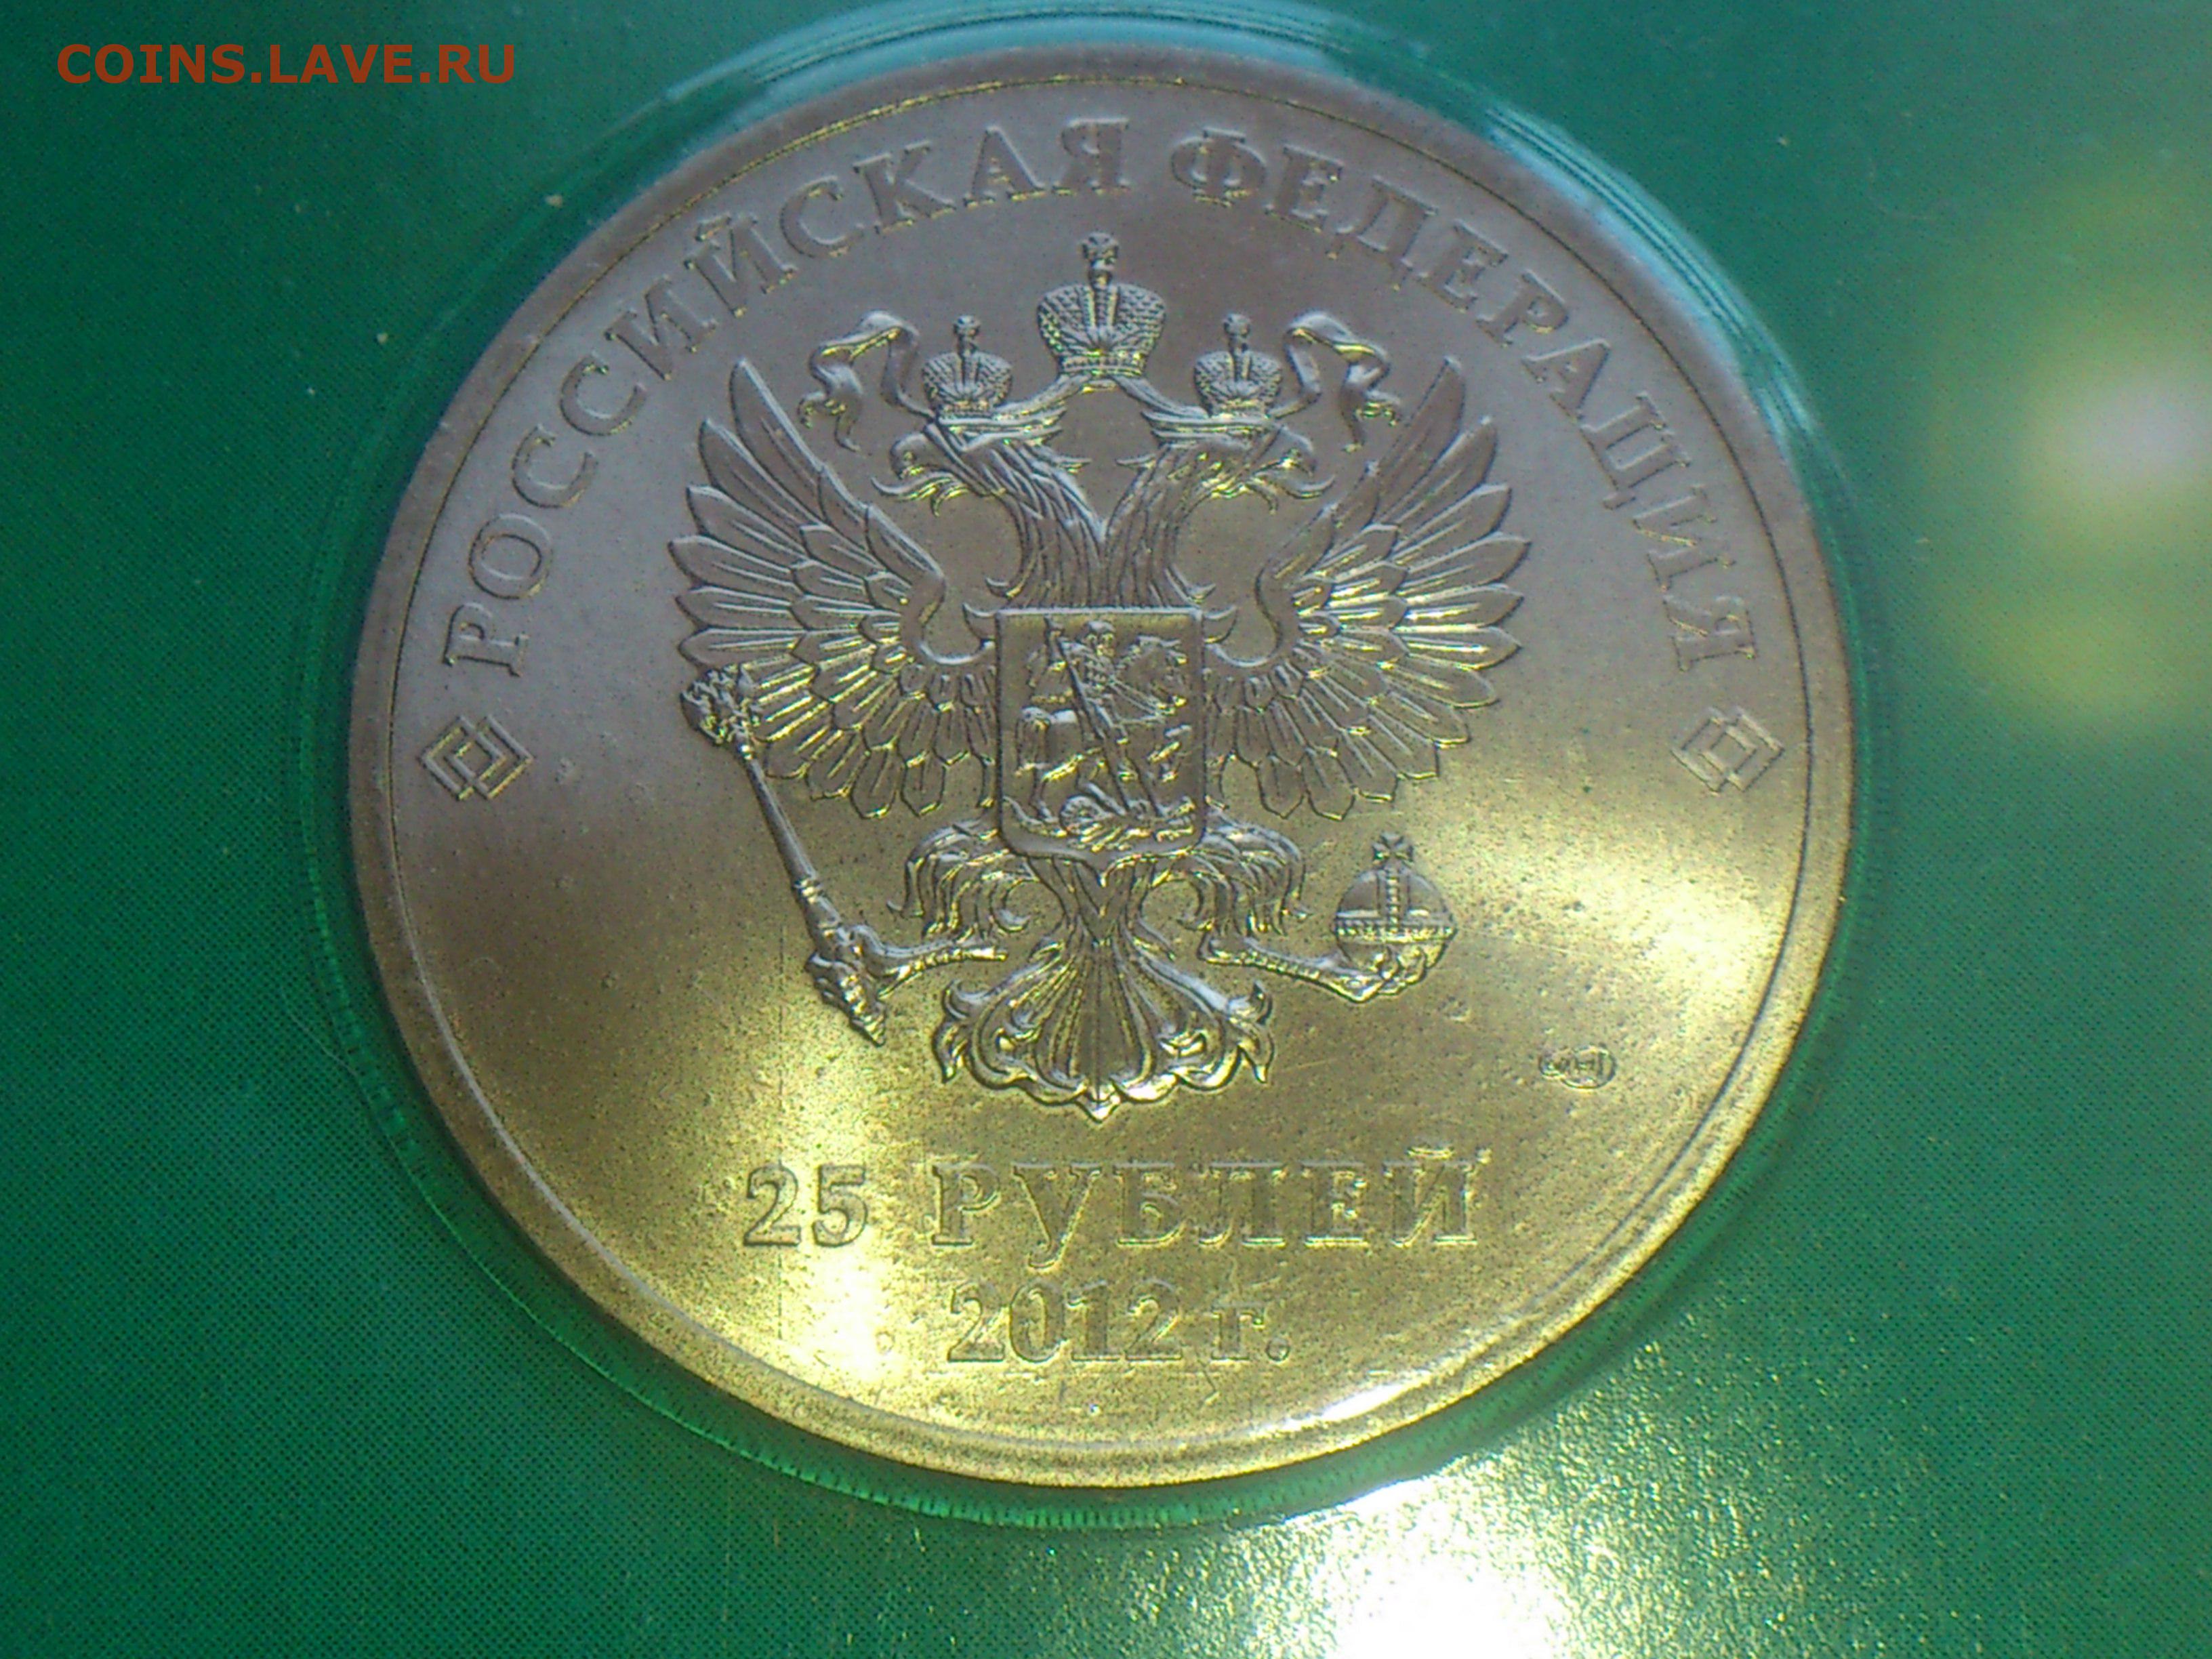 COINS.LAVE.RU
РОССИЙСКАЯ ФЕДЕРАЦИЯ
25 РУБЛЕЙ
2012 г.